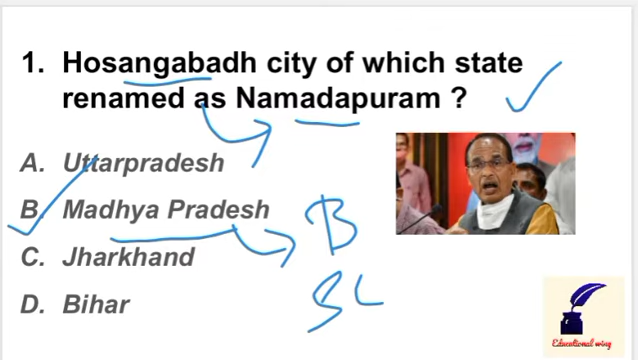 1. Hosangabadh city of which state
renamed as Namadapuram ?
A. Uttarpradesh
B. Madhya Pradesh
C. Jharkhand
D. Bihar
B
Educational wing